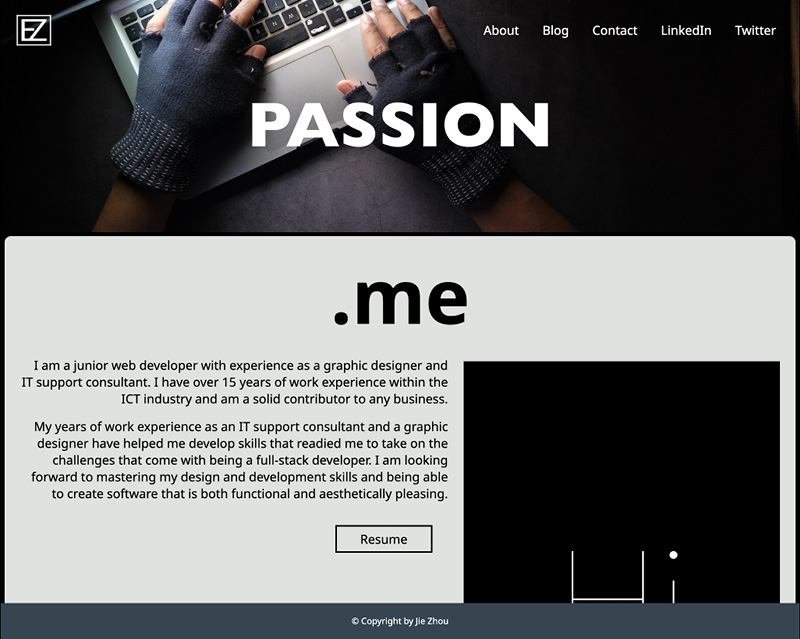 EZ
About Blog Contact LinkedIn Twitter
PASSION
.me
I am a junior web developer with experience as a graphic designer and
IT support consultant. I have over 15 years of work experience within the
ICT industry and am a solid contributor to any business.
My years of work experience as an IT support consultant and a graphic
designer have helped me develop skills that readied me to take on the
challenges that come with being a full-stack developer. I am looking
forward to mastering my design and development skills and being able
to create software that is both functional and aesthetically pleasing.
Resume
Hi
© Copyright by Jie Zhou